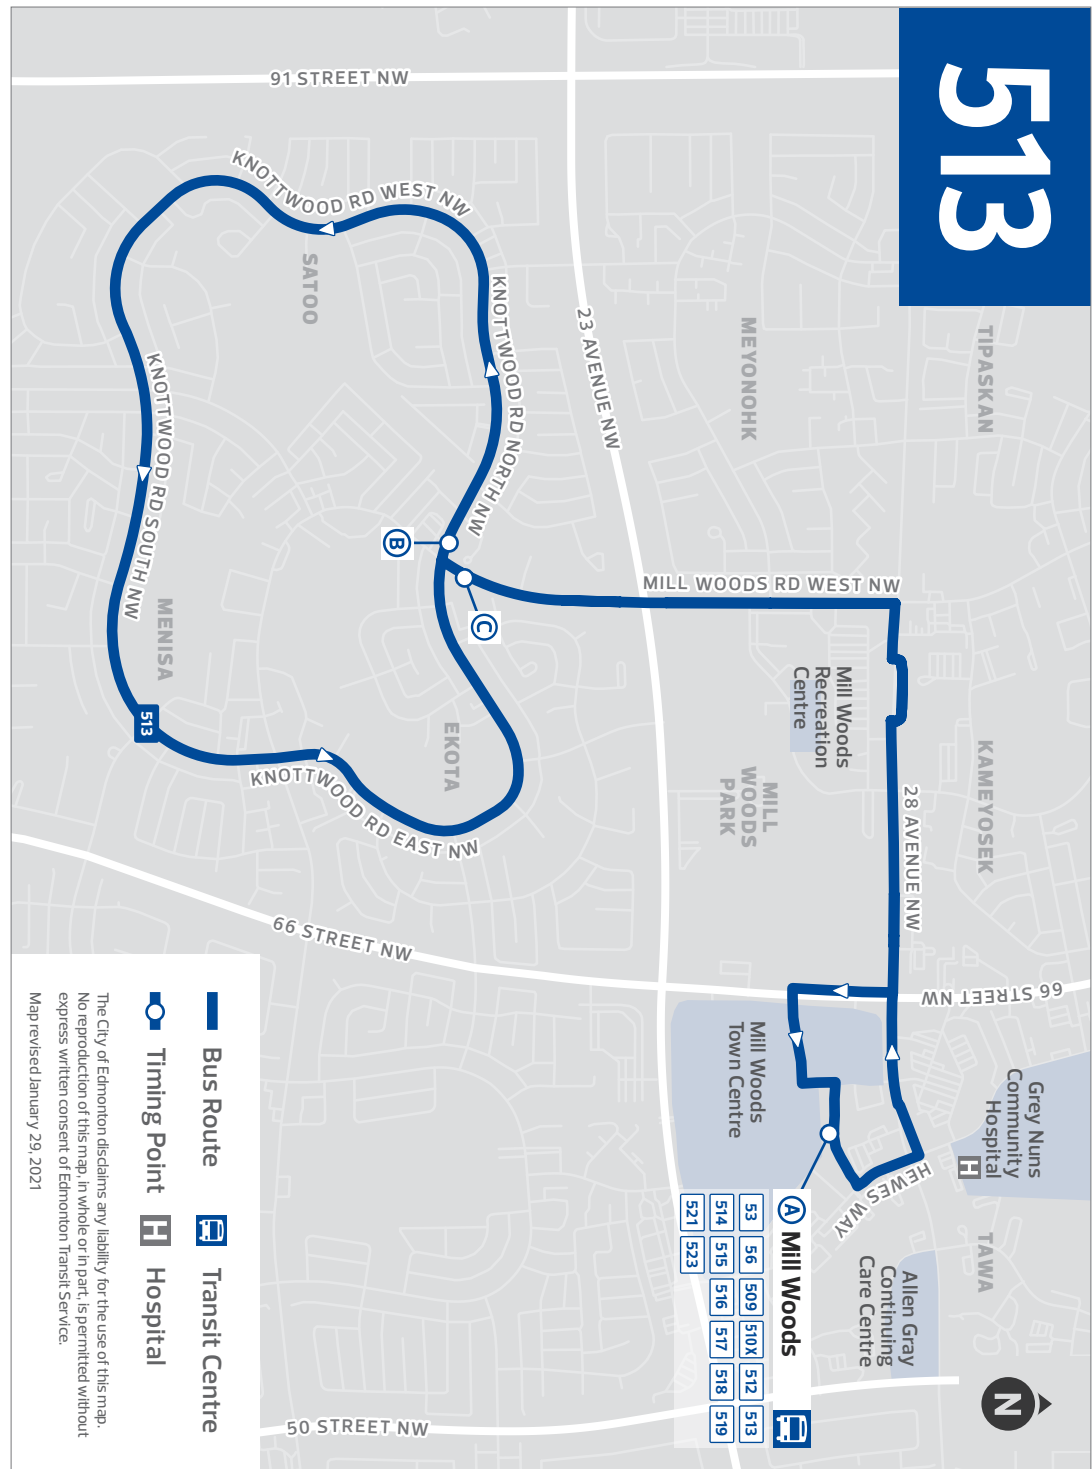 513
91 STREET NW
KNOTTWOOD RD WEST NW
SATOO
KNOTTWOOD RD NORTH NW
23 AVENUE NW
MEYONOHK
TIPASKAN
KNOTTWOOD RD SOUTH NW
MENISA
513
B
C
MILL WOODS RD WEST NW
Mill Woods
Recreation
Centre
MILL
WOODS
PARK
KAMEYOSEK
28 AVENUE NW
EKOTA
KNOTTWOOD RD EAST NW
66 STREET NW
66 STREET NW
Mill Woods
Town Centre
Grey Nuns
Community
Hospital
H
HEWES WAY
TAWA
Allen Gray
Continuing
Care Centre
A Mill Woods
53 56 509 510X 512 513
514 515 516 517 518 519
521 523
50 STREET NW
N
Bus Route
Transit Centre
Timing Point
H Hospital
The City of Edmonton disclaims any liability for the use of this map.
No reproduction of this map, in whole or in part, is permitted without
express written consent of Edmonton Transit Service.
Map revised January 29, 2021